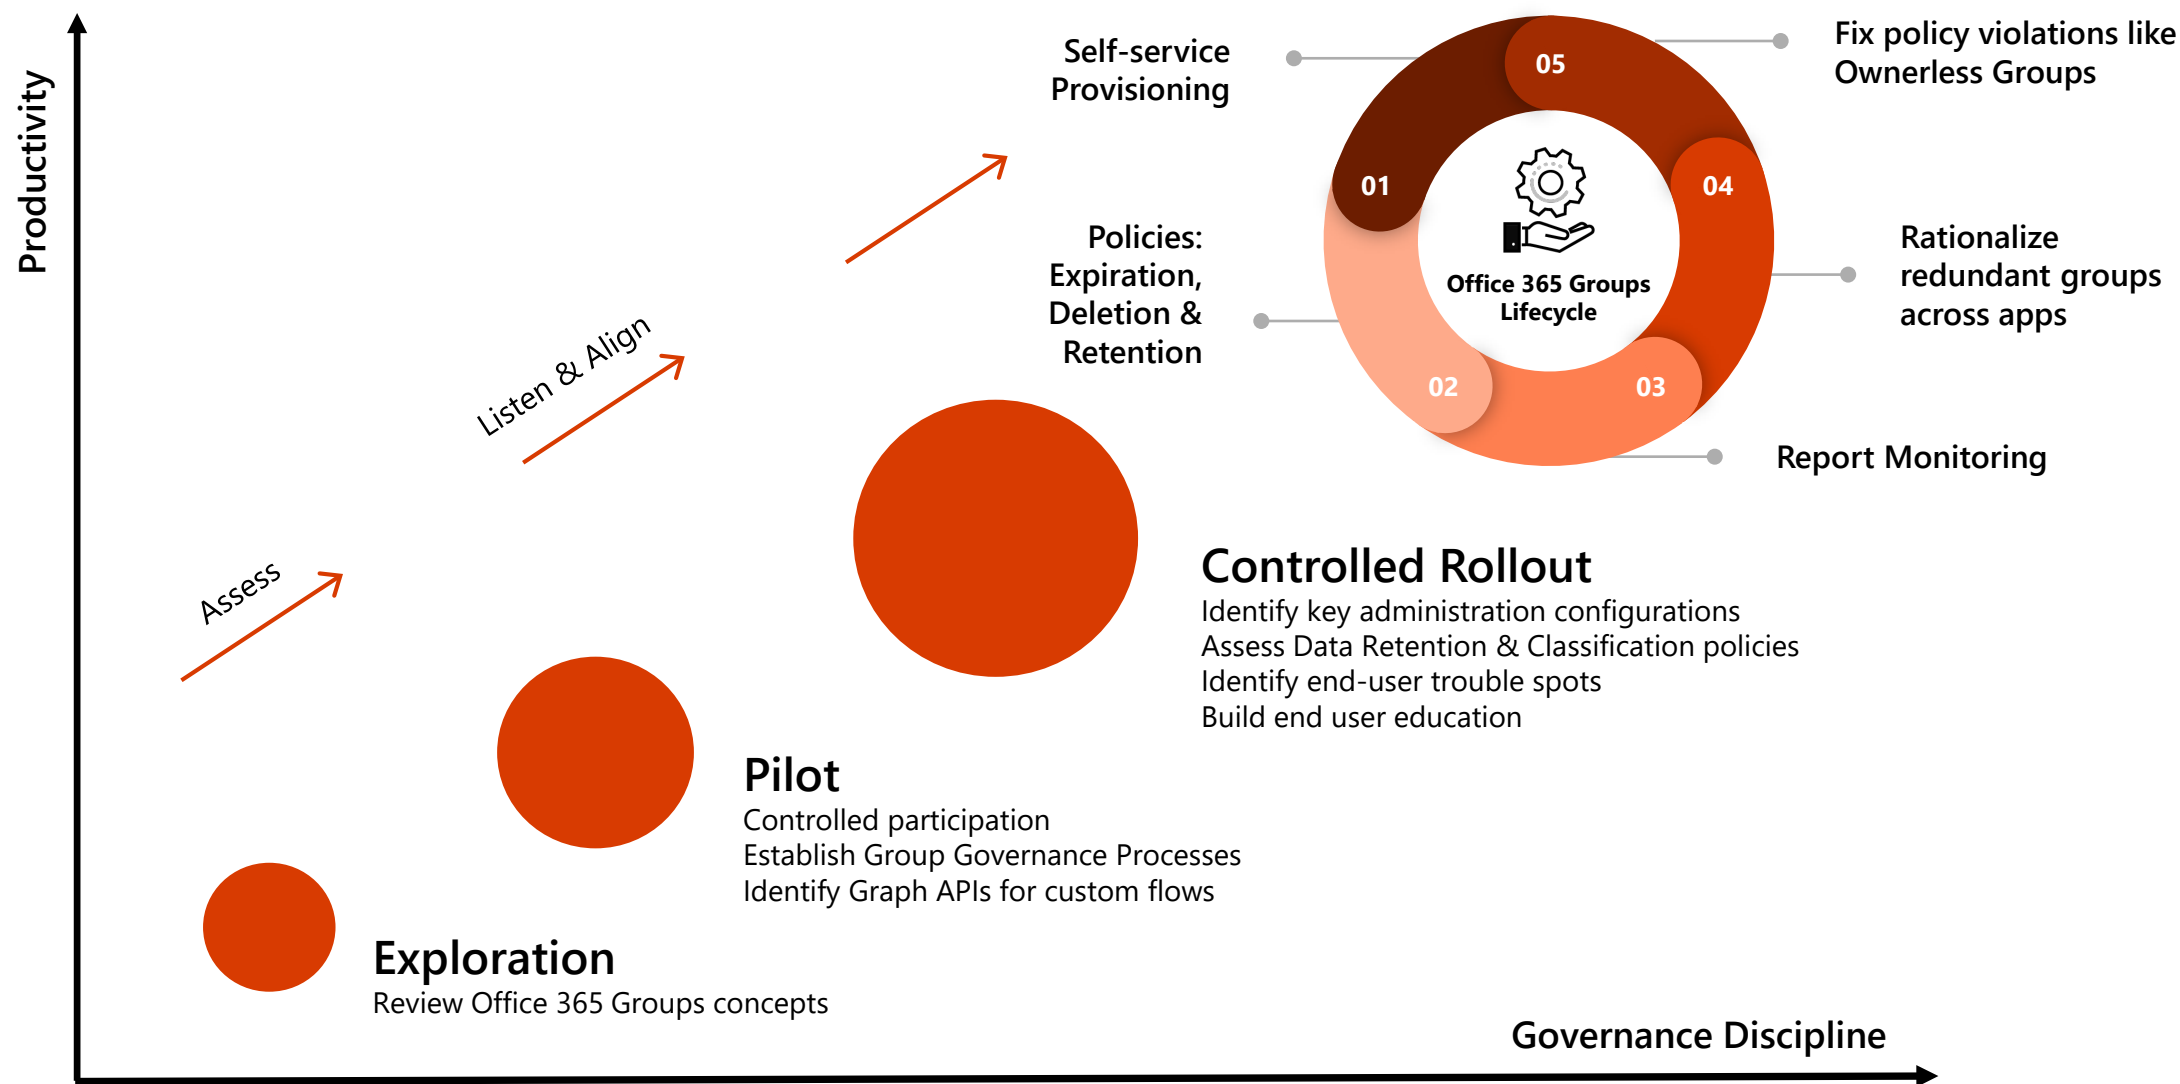 Productivity
Self-service
Provisioning
Fix policy violations like
Ownerless Groups
05
01
04
Policies:
Expiration,
Deletion &
Retention
Office 365 Groups
Lifecycle
Rationalize
redundant groups
across apps
02
03
Report Monitoring
Listen & Align
Assess
Controlled Rollout
Identify key administration configurations
Assess Data Retention & Classification policies
Identify end-user trouble spots
Build end user education
Pilot
Controlled participation
Establish Group Governance Processes
Identify Graph APIs for custom flows
Exploration
Review Office 365 Groups concepts
Governance Discipline